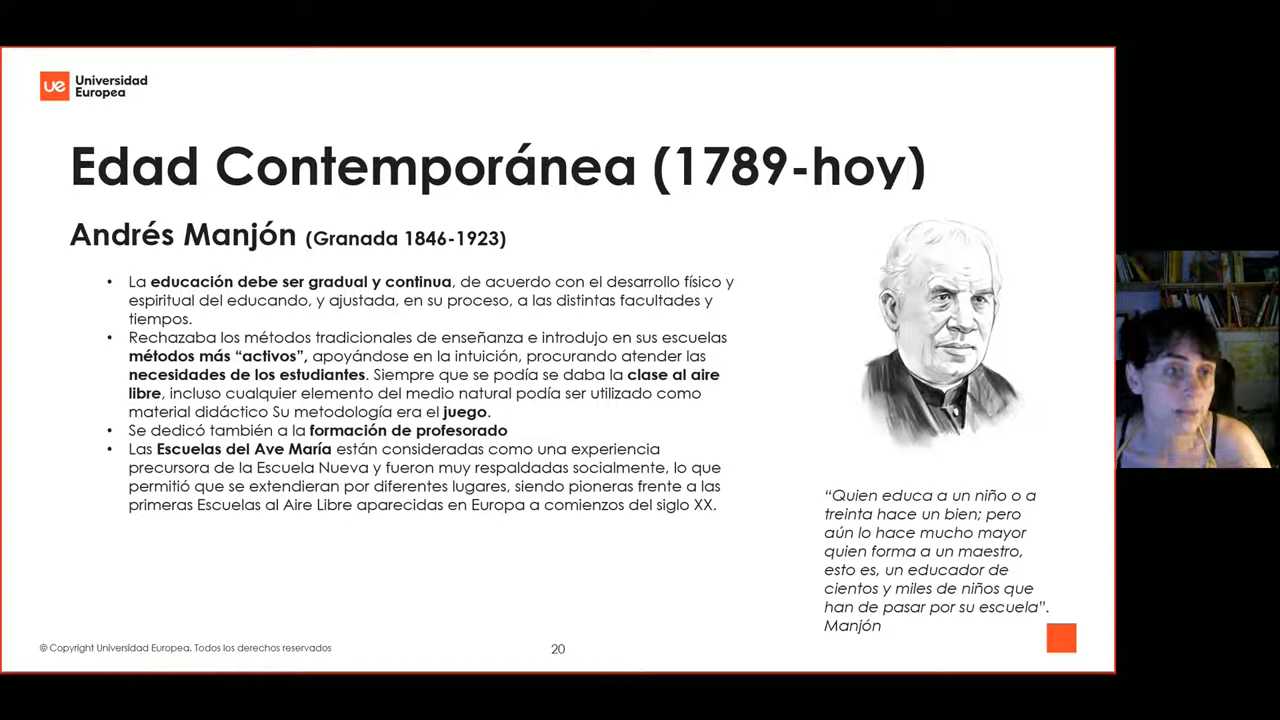 ue Universidad
Europea
Edad Contemporánea (1789-hoy)
Andrés Manjón (Granada 1846-1923)
• La educación debe ser gradual y continua, de acuerdo con el desarrollo físico y
espiritual del educando, y ajustada, en su proceso, a las distintas facultades y
tiempos.
• Rechazaba los métodos tradicionales de enseñanza e introdujo en sus escuelas
métodos más “activos”, apoyándose en la intuición, procurando atender las
necesidades de los estudiantes. Siempre que se podía se daba la clase al aire
libre, incluso cualquier elemento del medio natural podía ser utilizado como
material didáctico Su metodología era el juego.
• Se dedicó también a la formación de profesorado
• Las Escuelas del Ave María están consideradas como una experiencia
precursora de la Escuela Nueva y fueron muy respaldadas socialmente, lo que
permitió que se extendieran por diferentes lugares, siendo pioneras frente a las
primeras Escuelas al Aire Libre aparecidas en Europa a comienzos del siglo XX.
“Quien educa a un niño o a
treinta hace un bien; pero
aún lo hace mucho mayor
quien forma a un maestro,
esto es, un educador de
cientos y miles de niños que
han de pasar por su escuela”.
Manjón
© Copyright Universidad Europea. Todos los derechos reservados
20